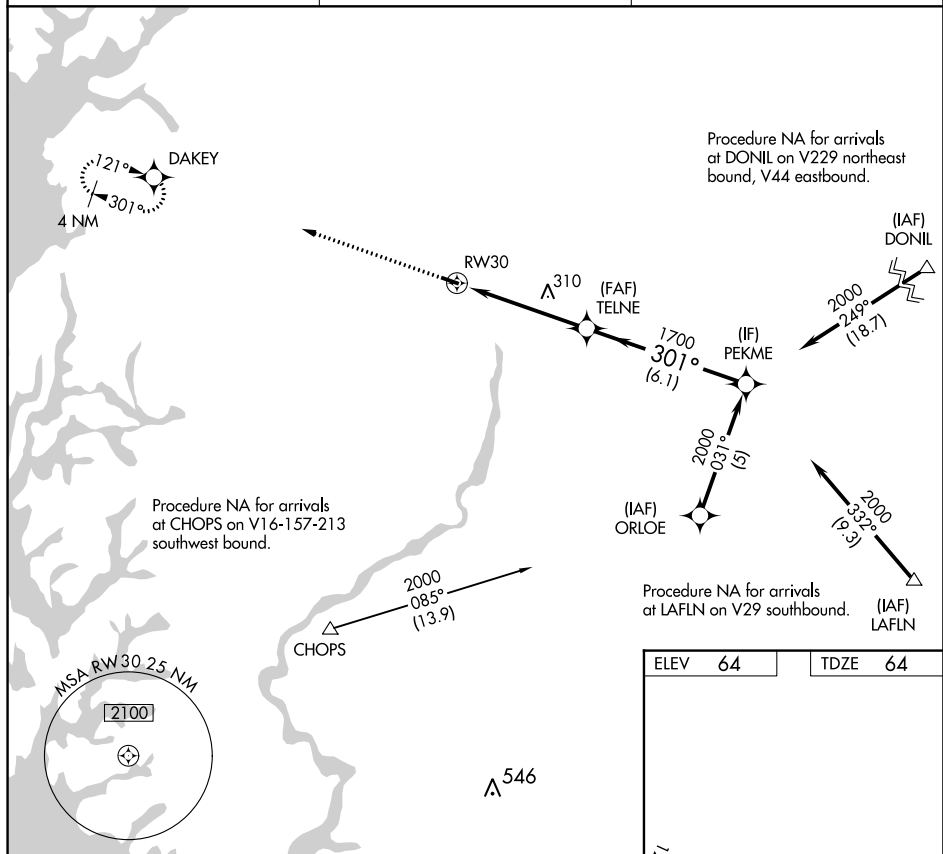 Procedure NA for arrivals
at DONIL on V229 northeast
bound, V44 eastbound.
DAKEY
121°
301°
4 NM
(IAF)
DONIL
2000
249°
(18.7)
RW30
310
(FAF)
TELNE
1700
301°
(6.1)
(IF)
PEKME
2000
031°
(5)
(IAF)
ORLOE
2000
332°
(9.3)
(IAF)
LAFLN
Procedure NA for arrivals
at CHOPS on V16-157-213
southwest bound.
2000
085°
(13.9)
CHOPS
Procedure NA for arrivals
at LAFLN on V29 southbound.
MSA RW30 25 NM
2100
546
ELEV 64
TDZE 64